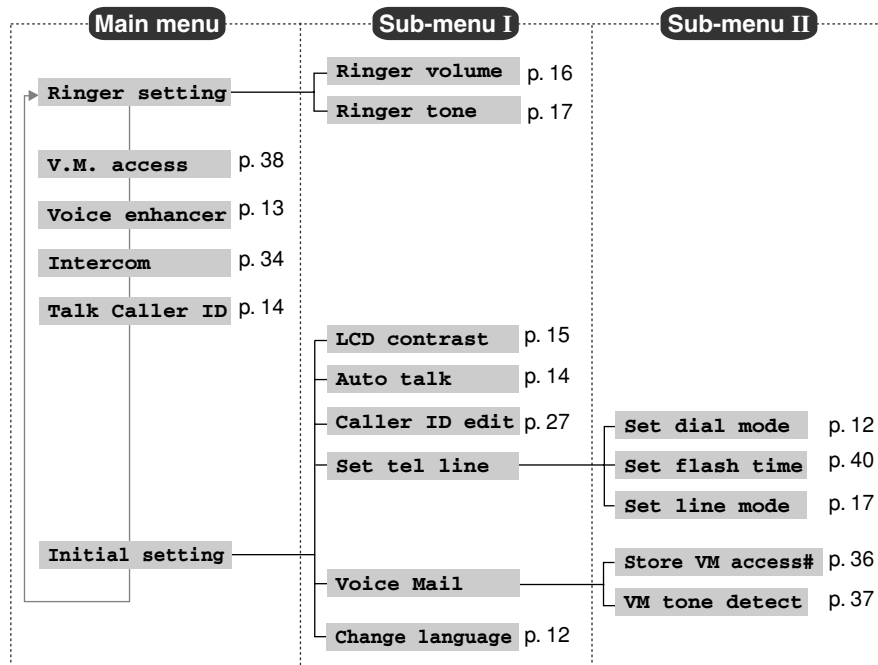 Main menu Sub-menu I Sub-menu II
Ringer setting
Ringer volume p. 16
Ringer tone p. 17
V.M. access p. 38
Voice enhancer p. 13
Intercom p. 34
Talk Caller ID p. 14
LCD contrast p. 15
Auto talk p. 14
Caller ID edit p. 27
Set tel line
Set dial mode p. 12
Set flash time p. 40
Set line mode p. 17
Initial setting
Voice Mail
Store VM access# p. 36
VM tone detect p. 37
Change language p. 12